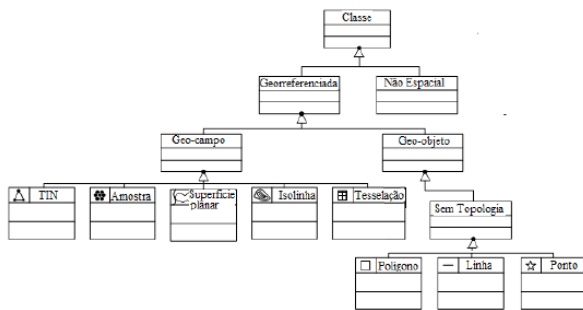 Classe
Georreferenciada
Não Espacial
Geo-campo
Geo-objeto
TIN
Amostra
Superfície
planar
Isolinha
Tesselação
Sem Topologia
Polígono
Linha
Ponto